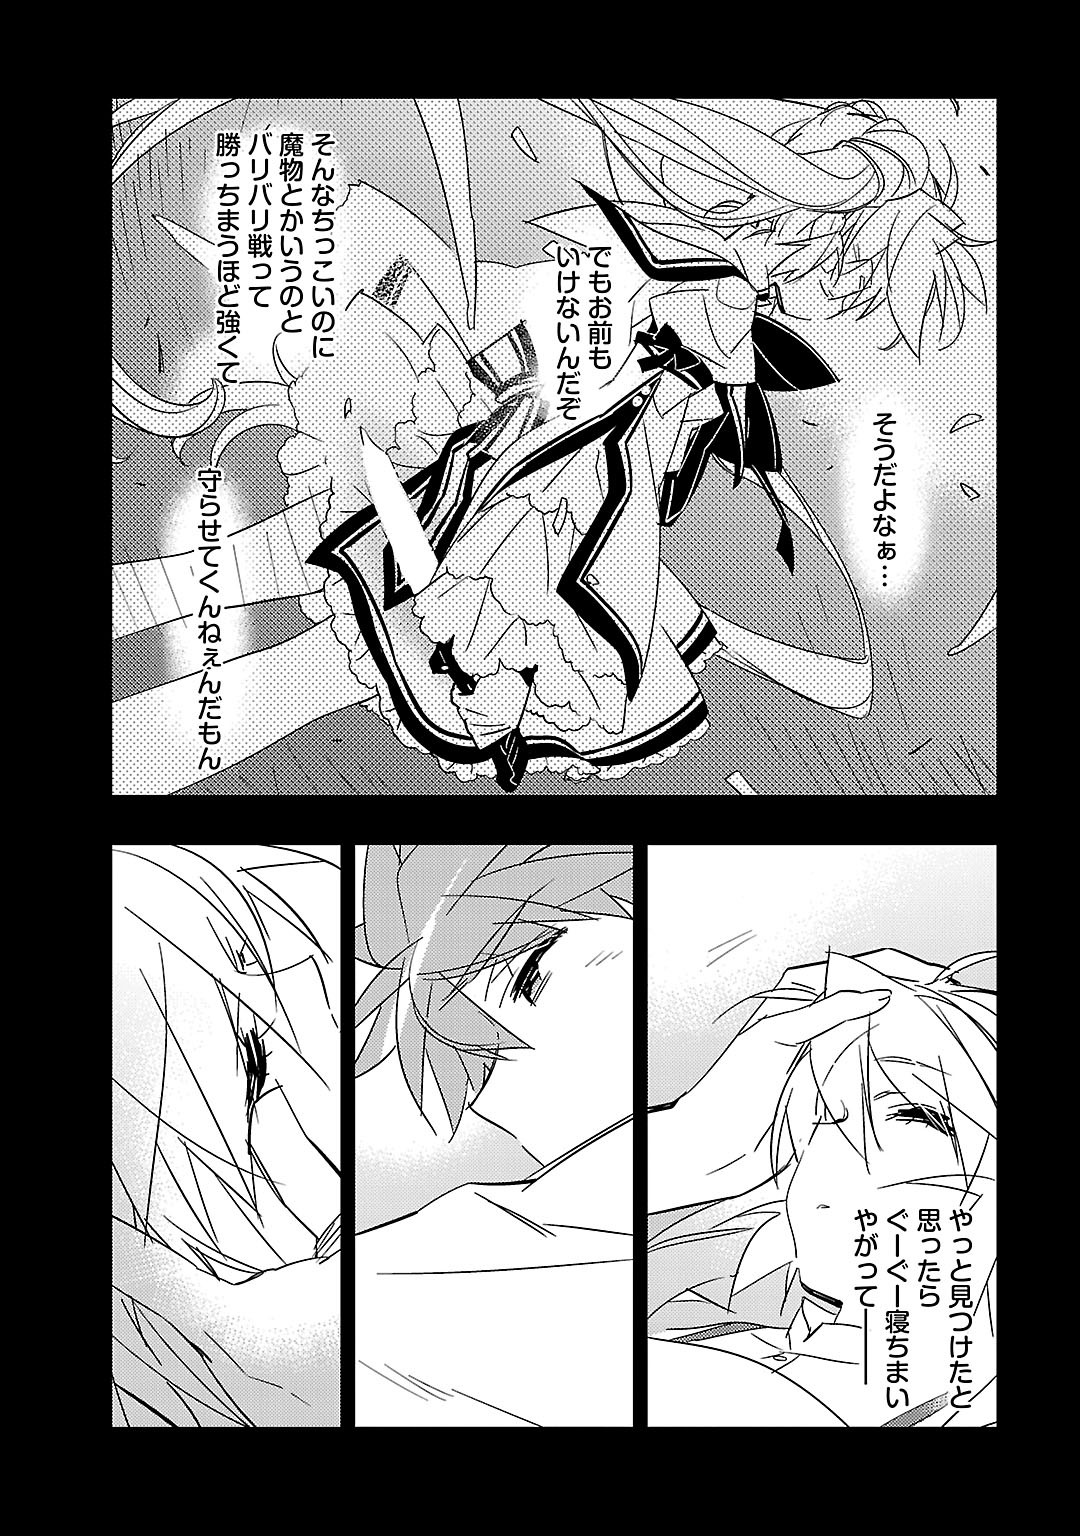 そうだよなぁ…
でもお前も
いけないんだぞ
そんなちっこいのに
魔物とかいうのと
バリバリ戦って
勝っちまうほど強くて
守らせてくんねぇんだもん
やっと見つけたと
思ったら
ぐーぐー寝ちまい
やがって――